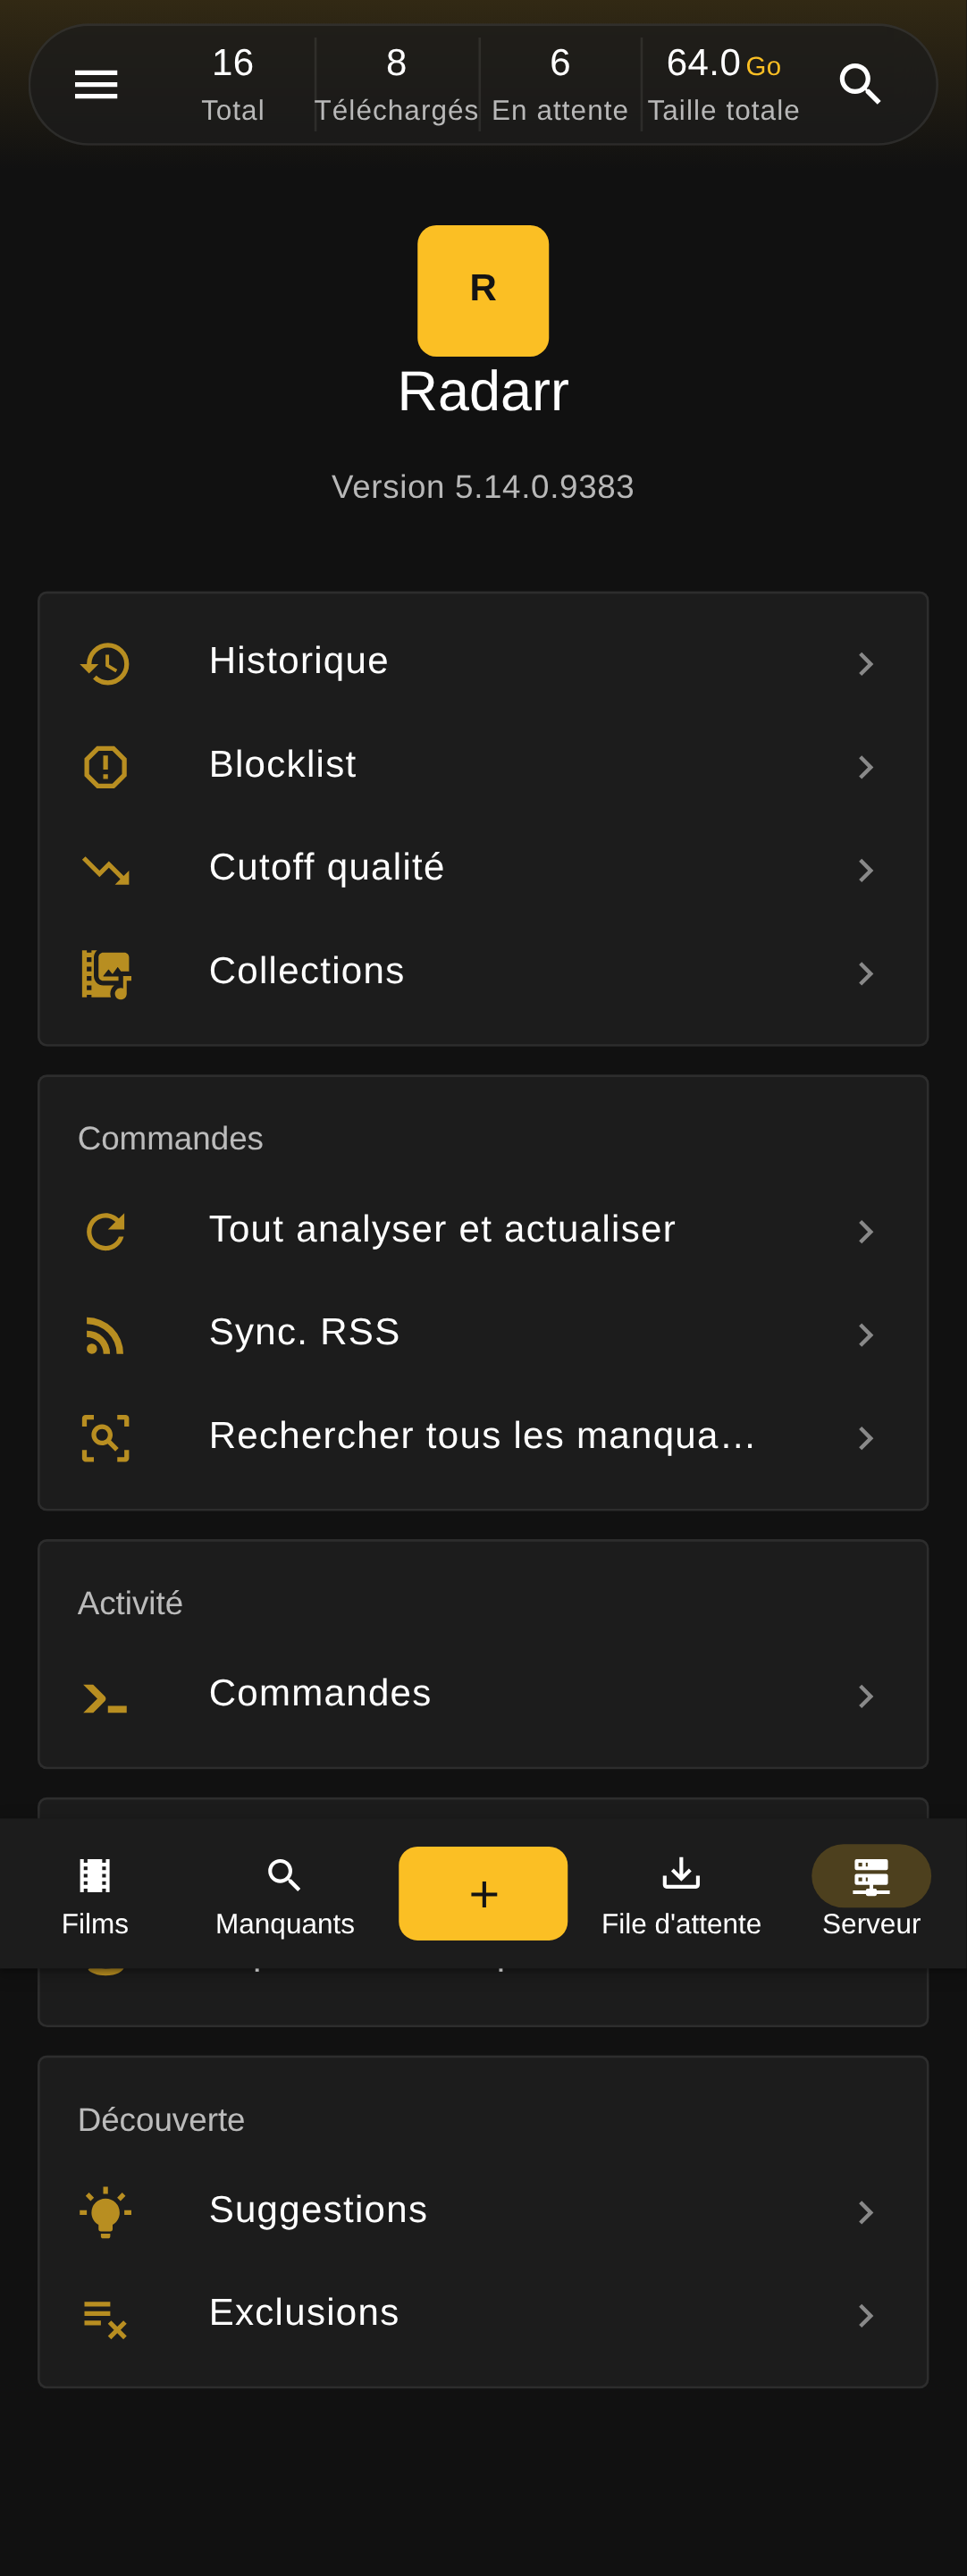 16
Total
8
Téléchargés
6
En attente
64.0 Go
Taille totale
R
Radarr
Version 5.14.0.9383
Historique
Blocklist
Cutoff qualité
Collections
Commandes
Tout analyser et actualiser
Sync. RSS
Rechercher tous les manqua...
Activité
Commandes
Films
Manquants
+
File d'attente
Serveur
Découverte
Suggestions
Exclusions